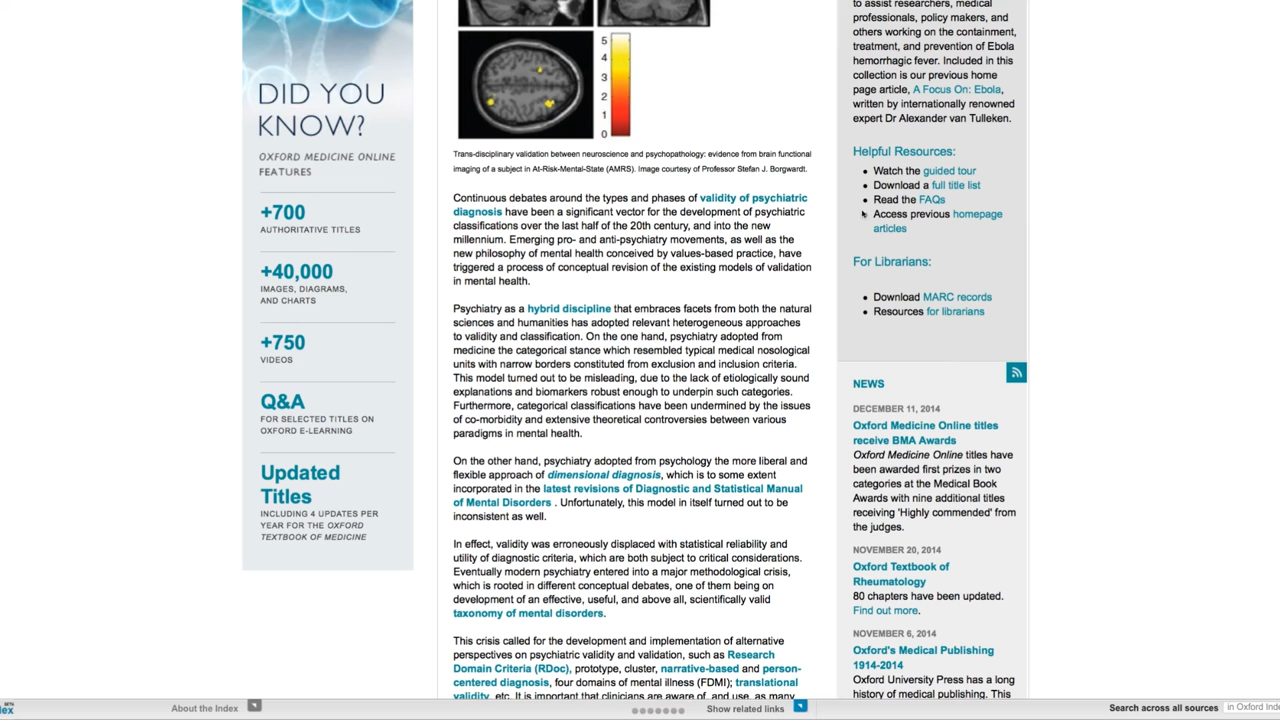 DID YOU
KNOW?
OXFORD MEDICINE ONLINE
FEATURES
+700
AUTHORITATIVE TITLES
+40,000
IMAGES, DIAGRAMS,
AND CHARTS
+750
VIDEOS
Q&A
FOR SELECTED TITLES ON
OXFORD E-LEARNING
Updated
Titles
INCLUDING 4 UPDATES PER
YEAR FOR THE OXFORD
TEXTBOOK OF MEDICINE
5
4
3
2
1
0
Trans-disciplinary validation between neuroscience and psychopathology: evidence from brain functional
imaging of a subject in At-Risk-Mental-State (AMRS). Image courtesy of Professor Stefan J. Borgwardt.
Continuous debates around the types and phases of validity of psychiatric
diagnosis have been a significant vector for the development of psychiatric
classifications over the last half of the 20th century, and into the new
millennium. Emerging pro- and anti-psychiatry movements, as well as the
new philosophy of mental health conceived by values-based practice, have
triggered a process of conceptual revision of the existing models of validation
in mental health.
Psychiatry as a hybrid discipline that embraces facets from both the natural
sciences and humanities has adopted relevant heterogeneous approaches
to validity and classification. On the one hand, psychiatry adopted from
medicine the categorical stance which resembled typical medical nosological
units with narrow borders constituted from exclusion and inclusion criteria.
This model turned out to be misleading, due to the lack of etiologically sound
explanations and biomarkers robust enough to underpin such categories.
Furthermore, categorical classifications have been undermined by the issues
of co-morbidity and extensive theoretical controversies between various
paradigms in mental health.
On the other hand, psychiatry adopted from psychology the more liberal and
flexible approach of dimensional diagnosis, which is to some extent
incorporated in the latest revisions of Diagnostic and Statistical Manual
of Mental Disorders . Unfortunately, this model in itself turned out to be
inconsistent as well.
In effect, validity was erroneously displaced with statistical reliability and
utility of diagnostic criteria, which are both subject to critical considerations.
Eventually modern psychiatry entered into a major methodological crisis,
which is rooted in different conceptual debates, one of them being on
development of an effective, useful, and above all, scientifically valid
taxonomy of mental disorders.
This crisis called for the development and implementation of alternative
perspectives on psychiatric validity and validation, such as Research
Domain Criteria (RDoc), prototype, cluster, narrative-based and person-
centered diagnosis, four domains of mental illness (FDMI); translational
validity, etc. It is important that clinicians are aware of, and use, as many
to assist researchers, medical
professionals, policy makers, and
others working on the containment,
treatment, and prevention of Ebola
hemorrhagic fever. Included in this
collection is our previous home
page article, A Focus On: Ebola,
written by internationally renowned
expert Dr Alexander van Tulleken.
Helpful Resources:
Watch the guided tour
Download a full title list
Read the FAQs
Access previous homepage
articles
For Librarians:
Download MARC records
Resources for librarians
NEWS
DECEMBER 11, 2014
Oxford Medicine Online titles
receive BMA Awards
Oxford Medicine Online titles have
been awarded first prizes in two
categories at the Medical Book
Awards with nine additional titles
receiving 'Highly commended' from
the judges.
NOVEMBER 20, 2014
Oxford Textbook of
Rheumatology
80 chapters have been updated.
Find out more.
NOVEMBER 6, 2014
Oxford's Medical Publishing
1914-2014
Oxford University Press has a long
history of medical publishing. This
dex About the Index Show related links Search across all sources in Oxford Inde